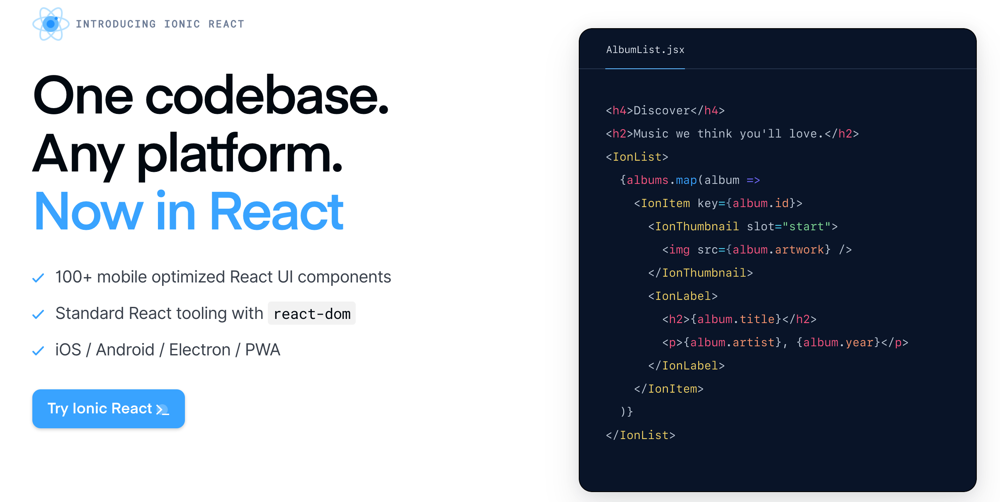 INTRODUCING IONIC REACT
One codebase.
Any platform.
Now in React
100+ mobile optimized React UI components
Standard React tooling with react-dom
iOS / Android / Electron / PWA
Try Ionic React >_
AlbumList.jsx
<h4>Discover</h4>
<h2>Music we think you'll love.</h2>
<IonList>
  {albums.map(album =>
    <IonItem key={album.id}>
      <IonThumbnail slot="start">
        <img src={album.artwork} />
      </IonThumbnail>
      <IonLabel>
        <h2>{album.title}</h2>
        <p>{album.artist}, {album.year}</p>
      </IonLabel>
    </IonItem>
  )}
</IonList>